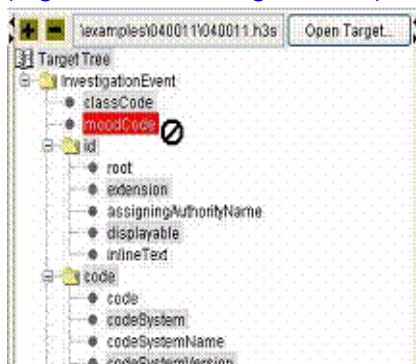 \examples\040011\040011.h3s Open Target...
Target Tree
InvestigationEvent
classCode
moodCode
id
root
extension
assigningAuthorityName
displayable
inlineText
code
code
codeSystem
codeSystemName
codeSystemVersion